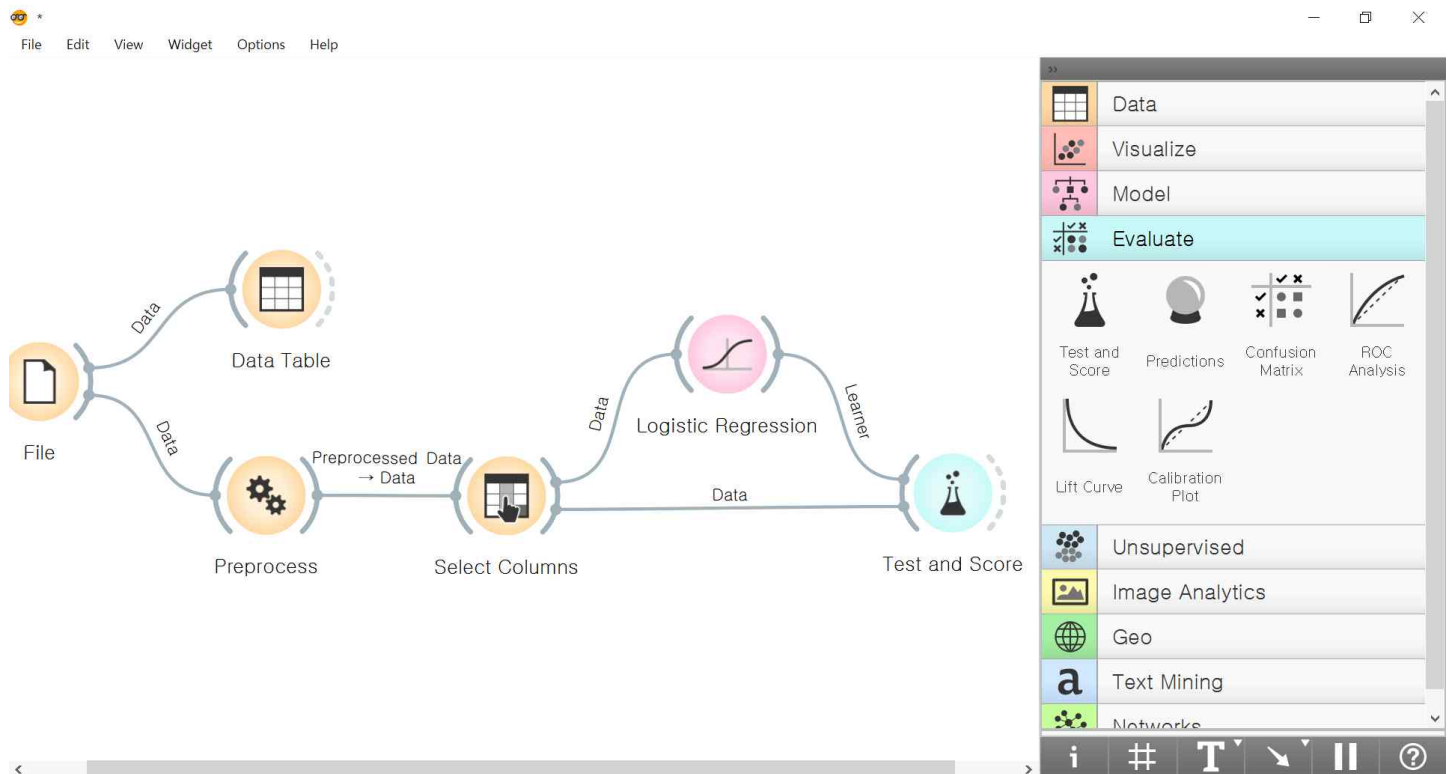 *
File Edit View Widget Options Help
»
Data
Visualize
Model
Evaluate
Test and
Score
Predictions
Confusion
Matrix
ROC
Analysis
Lift Curve
Calibration
Plot
Unsupervised
Image Analytics
Geo
a Text Mining
Networks
i # T ?
Data
Data Table
File
Data
Preprocess
Preprocessed Data
→ Data
Select Columns
Data
Logistic Regression
Learner
Data
Test and Score